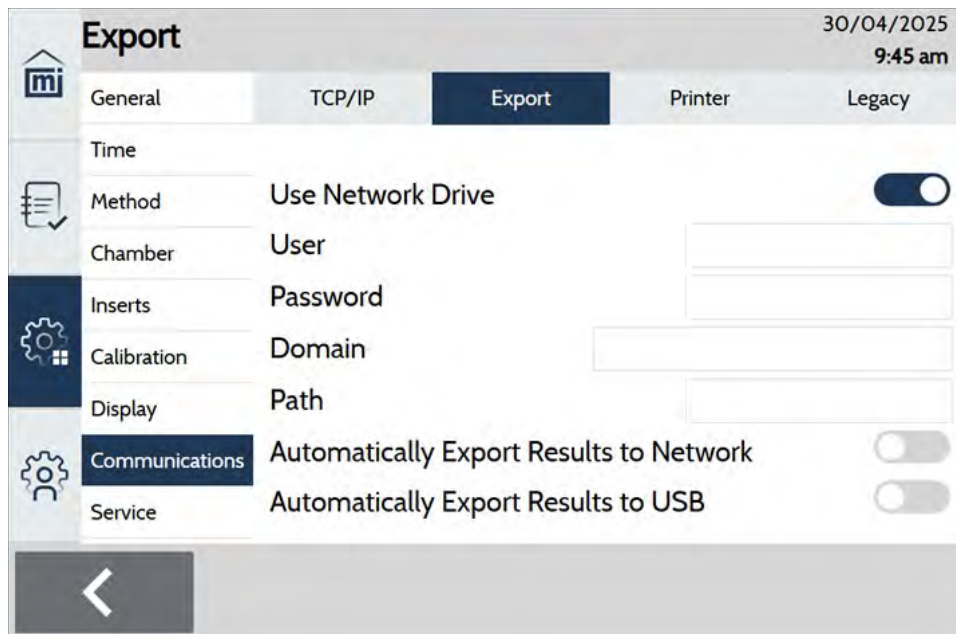 Export
30/04/2025
9:45 am
mi
General
TCP/IP
Export
Printer
Legacy
Time
Method
Chamber
Inserts
Calibration
Display
Communications
Service
Use Network Drive
User
Password
Domain
Path
Automatically Export Results to Network
Automatically Export Results to USB